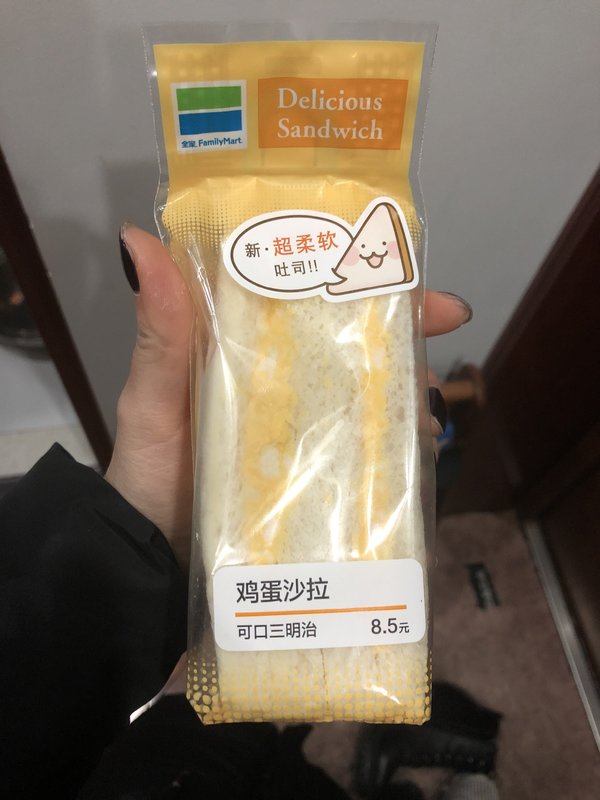 Delicious
Sandwich
全家 FamilyMart
新·超柔软
吐司!!
鸡蛋沙拉
可口三明治 8.5元